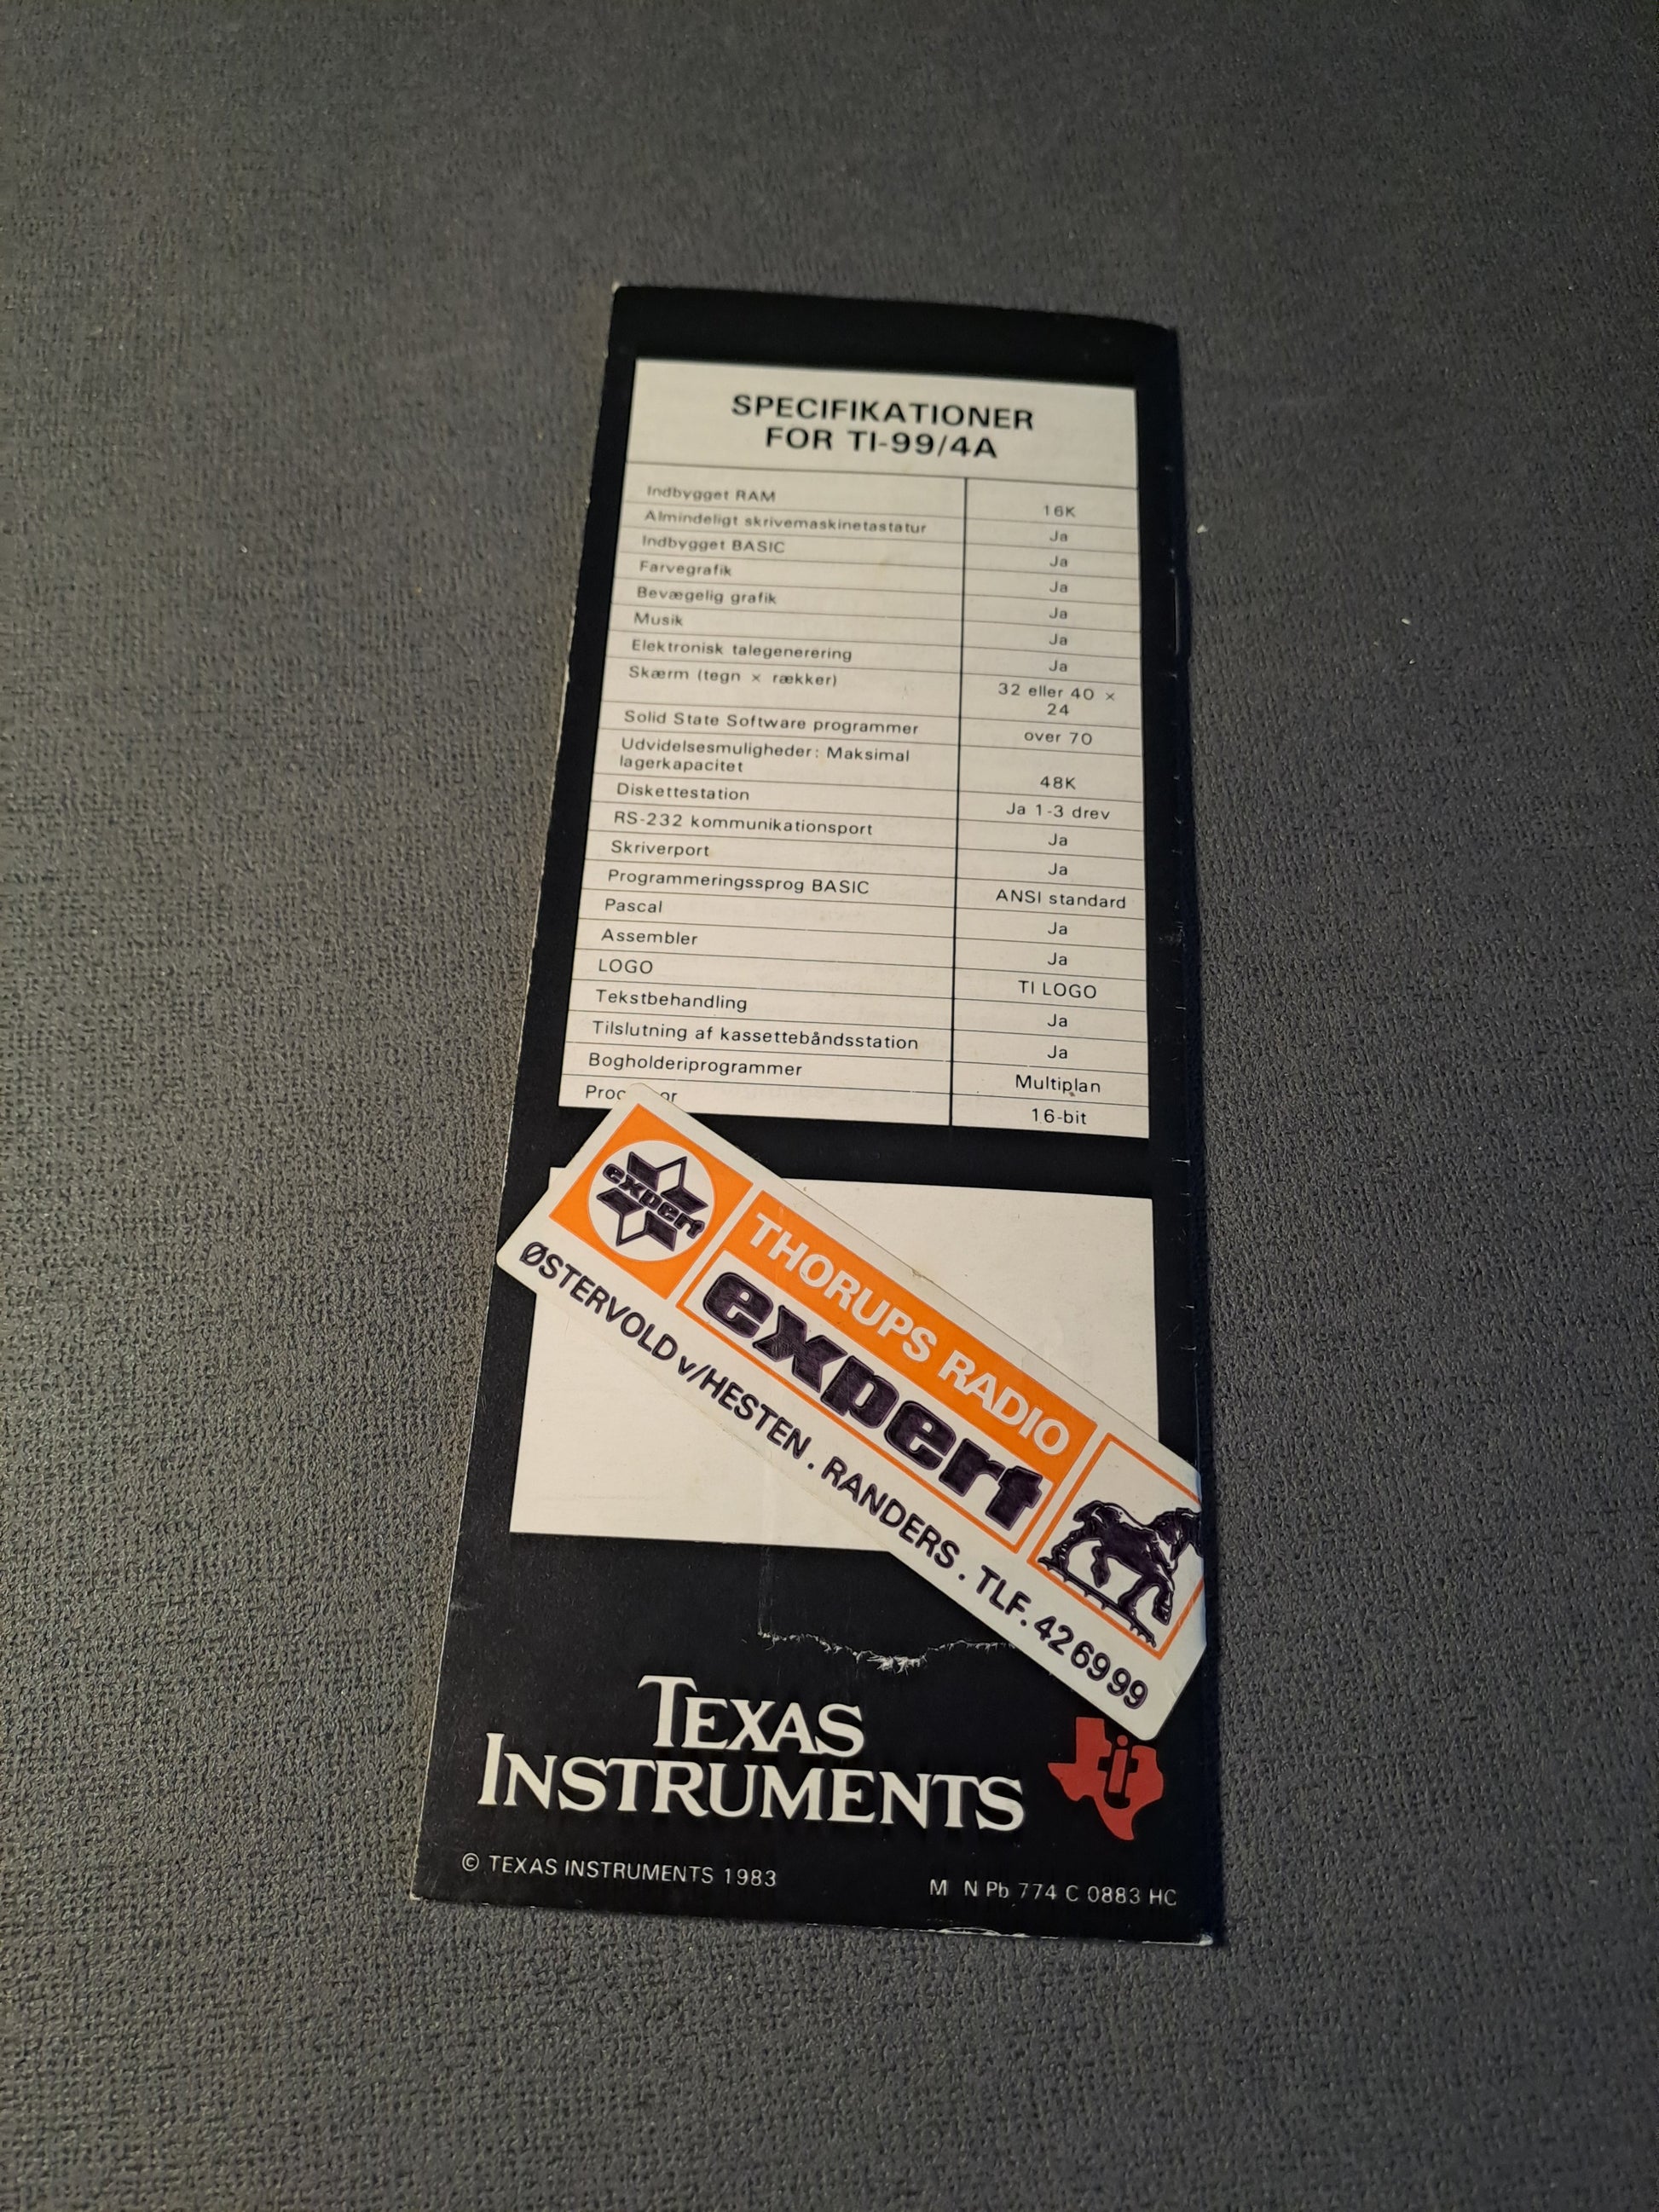 SPECIFIKATIONER
FOR TI-99/4A
Indbygget RAM 16K
Almindeligt skrivemaskinetastatur Ja
Indbygget BASIC Ja
Farvegrafik Ja
Bevægelig grafik Ja
Musik Ja
Elektronisk talegenerering Ja
Skærm (tegn × rækker) 32 eller 40 ×
24
Solid State Software programmer over 70
Udvidelsesmuligheder: Maksimal
lagerkapacitet 48K
Diskettestation Ja 1-3 drev
RS-232 kommunikationsport Ja
Skriverport Ja
Programmeringssprog BASIC ANSI standard
Pascal Ja
Assembler Ja
LOGO TI LOGO
Tekstbehandling Ja
Tilslutning af kassettebåndsstation Ja
Bogholderiprogrammer Multiplan
16-bit
expert
THORUPS RADIO
expert
ØSTERVOLD v/HESTEN . RANDERS . TLF. 426999
TEXAS
INSTRUMENTS
© TEXAS INSTRUMENTS 1983
M N Pb 774 C 0883 HC